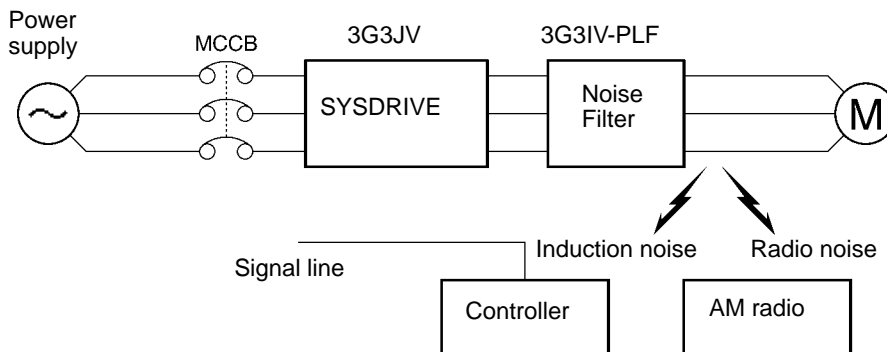 Power
supply
MCCB
3G3JV
3G3IV-PLF
SYSDRIVE
Noise
Filter
M
Induction noise
Radio noise
Signal line
Controller
AM radio